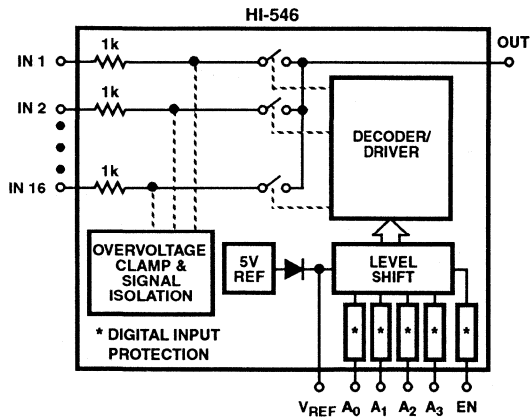 HI-546
OUT
IN 1
1k
IN 2
1k
IN 16
1k
DECODER/
DRIVER
OVERVOLTAGE
CLAMP &
SIGNAL
ISOLATION
5V
REF
LEVEL
SHIFT
* DIGITAL INPUT
PROTECTION
* * * * *
VREF A0 A1 A2 A3 EN